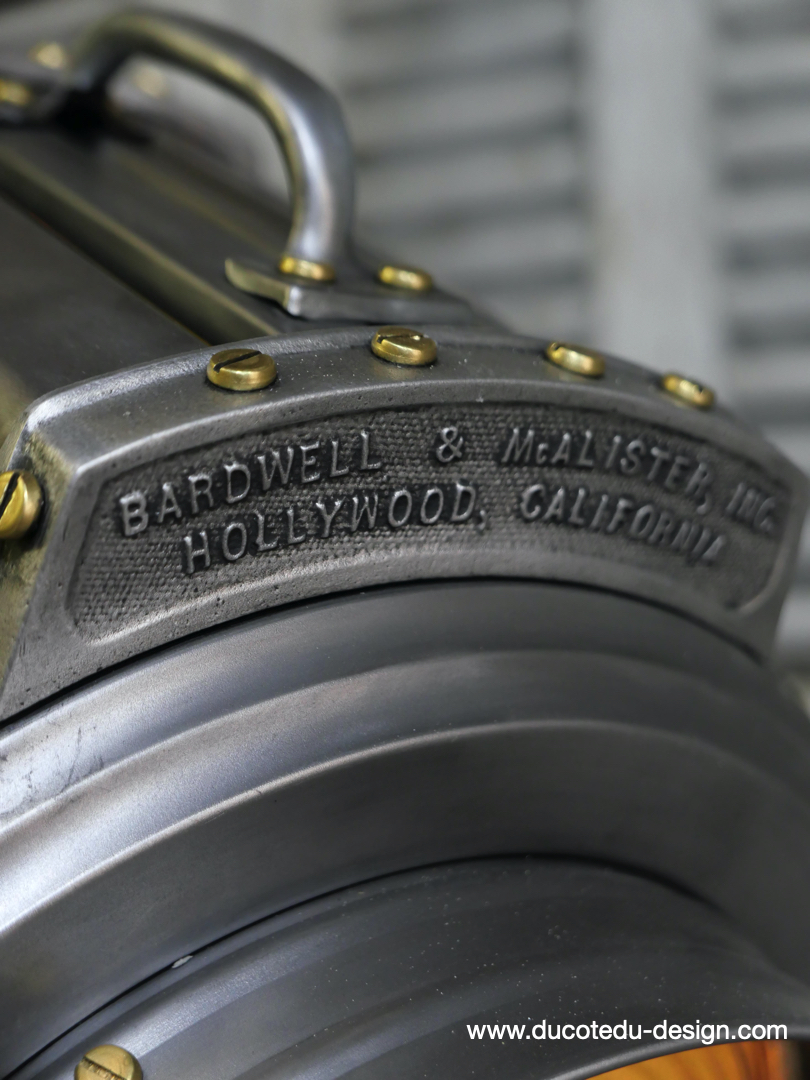 BARDWELL & McALISTER, INC.
HOLLYWOOD, CALIFORNIA
www.ducotedu-design.com